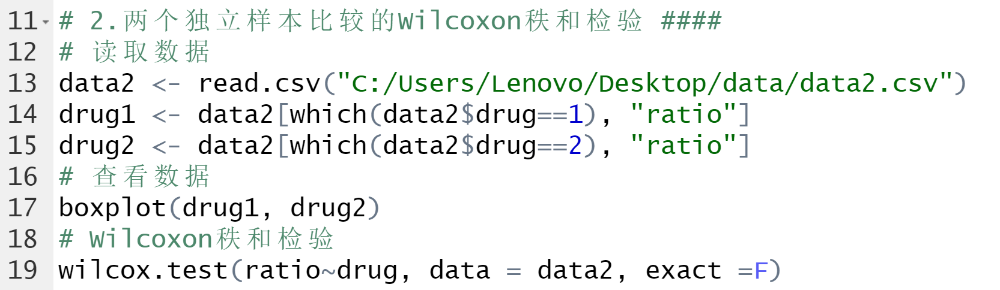 11 # 2.两个独立样本比较的Wilcoxon秩和检验 ####
12 # 读取数据
13 data2 <- read.csv("C:/Users/Lenovo/Desktop/data/data2.csv")
14 drug1 <- data2[which(data2$drug==1), "ratio"]
15 drug2 <- data2[which(data2$drug==2), "ratio"]
16 # 查看数据
17 boxplot(drug1, drug2)
18 # Wilcoxon秩和检验
19 wilcox.test(ratio~drug, data = data2, exact =F)